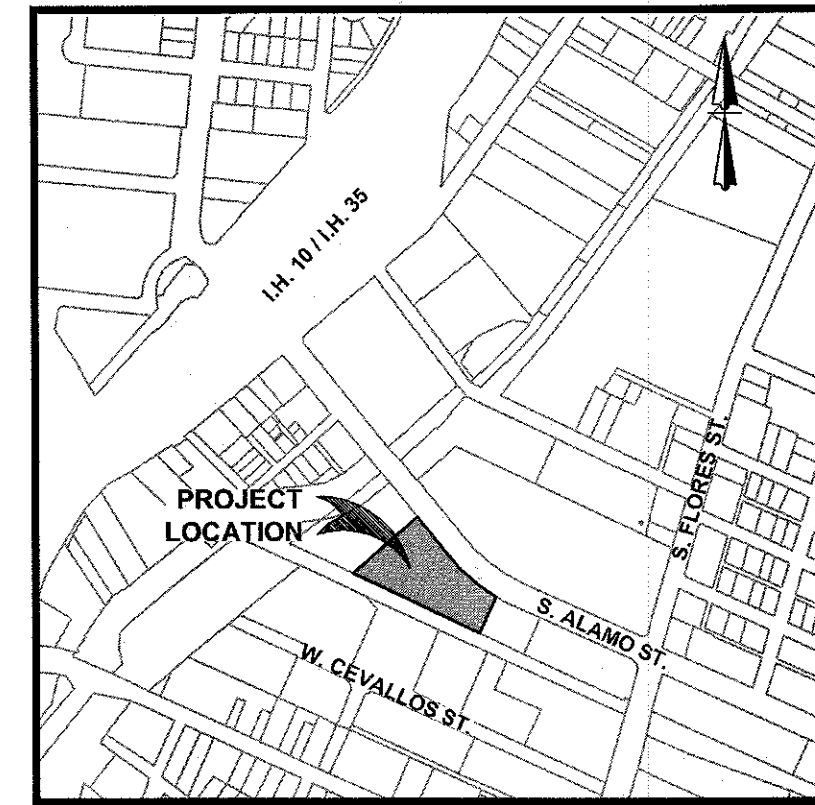 I.H. 10 / I.H. 35
S. FLORES ST.
PROJECT
LOCATION
S. ALAMO ST.
W. CEVALLOS ST.